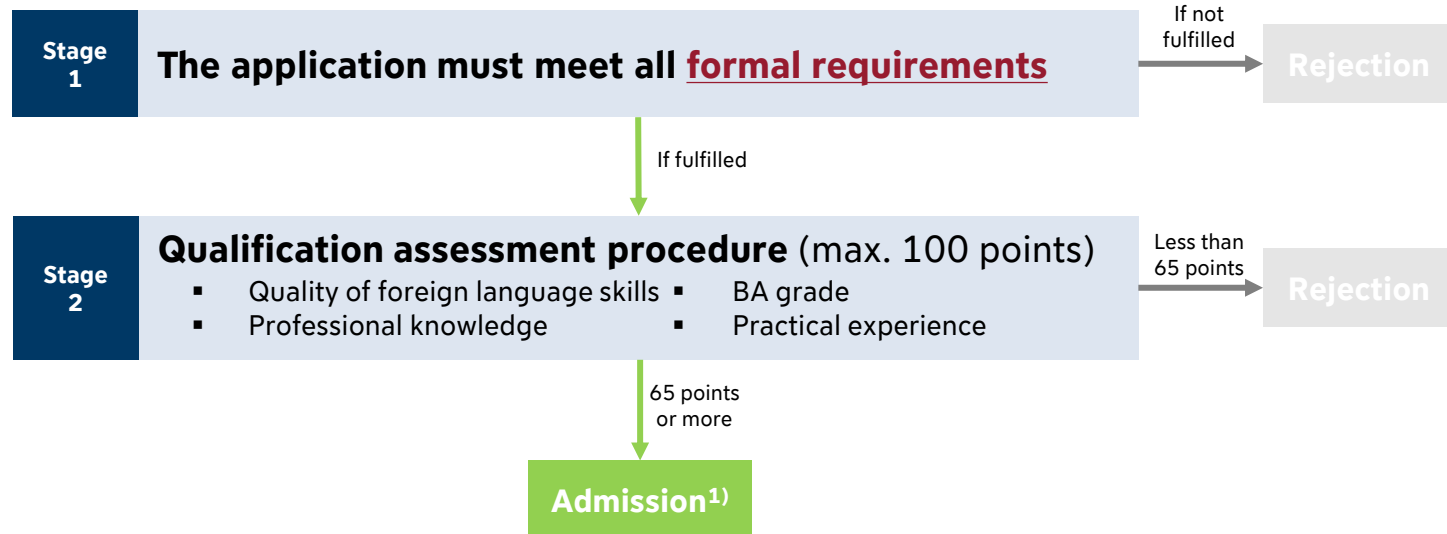 If not
fulfilled
Stage
1
The application must meet all formal requirements
Rejection
If fulfilled
Stage
2
Qualification assessment procedure (max. 100 points)
▪ Quality of foreign language skills ▪ BA grade
▪ Professional knowledge ▪ Practical experience
Less than
65 points
Rejection
65 points
or more
Admission¹⁾